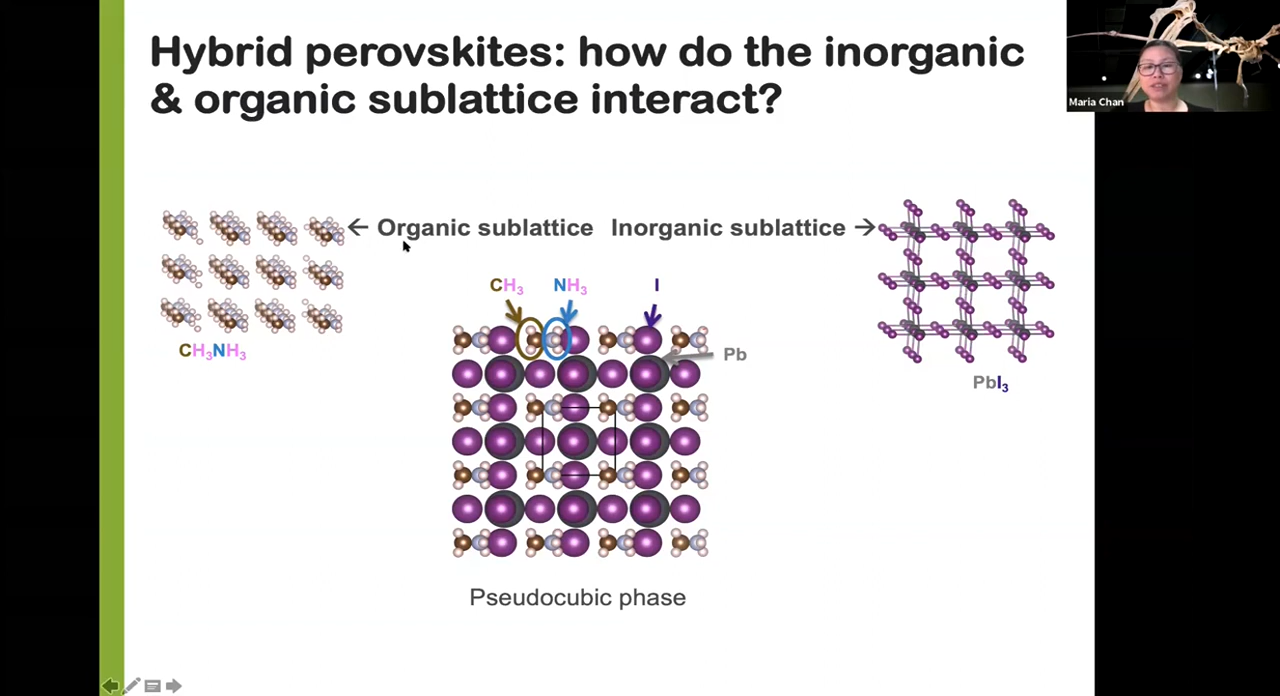 Hybrid perovskites: how do the inorganic
& organic sublattice interact?
Maria Chan
← Organic sublattice Inorganic sublattice →
CH₃ NH₃ I
CH₃NH₃
Pb
PbI₃
Pseudocubic phase